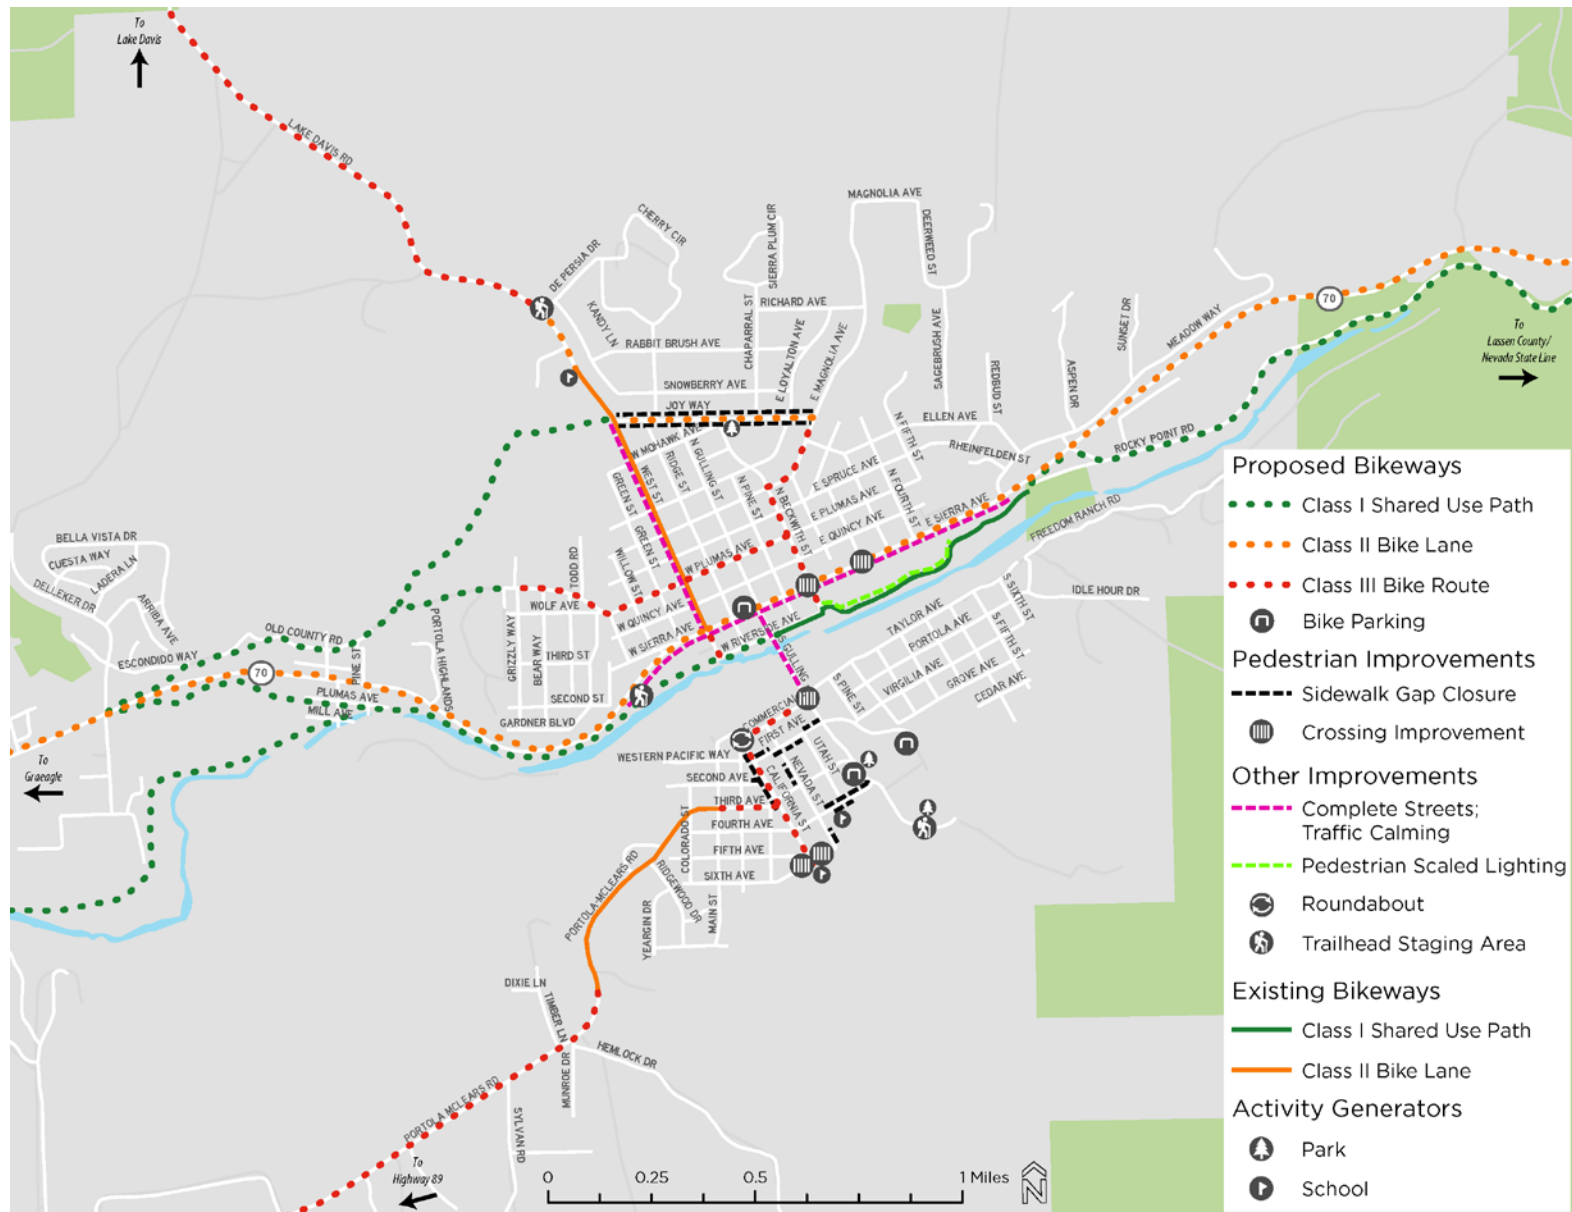 To
Lake Davis
LAKE DAVIS RD
MAGNOLIA AVE
CHERRY CIR
SIERRA PLUM CIR
DEERWEED ST
DE PERSIA DR
KANDY LN
CHAPARRAL ST
RICHARD AVE
70
To
Lassen County/
Nevada State Line
RABBIT BRUSH AVE
E LOYALTON AVE
E MAGNOLIA AVE
SAGEBRUSH AVE
SUNSET DR
MEADOW WAY
SNOWBERRY AVE
REDBUD ST
ASPEN DR
JOY WAY
ELLEN AVE
N FIFTH ST
W MOHAWK AVE
N GULLING ST
RIDGE ST
WEST ST
GREEN ST
RHEINFELDEN ST
ROCKY POINT RD
N PINE ST
N BECKWITH ST
E SPRUCE AVE
N FOURTH ST
E PLUMAS AVE
E SIERRA AVE
E QUINCY AVE
FREEDOM RANCH RD
BELLA VISTA DR
CUESTA WAY
LADERA LN
DELLEKER DR
ARRIBA AVE
ESCONDIDO WAY
OLD COUNTY RD
70
PINE ST
PLUMAS AVE
MILL AVE
PORTOLA HIGHLANDS
TODD RD
WILLOW ST
GREEN ST
W PLUMAS AVE
WOLF AVE
W QUINCY AVE
W SIERRA AVE
GRIZZLY WAY
BEAR WAY
THIRD ST
SECOND ST
GARDNER BLVD
W RIVERSIDE AVE
S GULLING
TAYLOR AVE
PORTOLA AVE
VIRGILIA AVE
GROVE AVE
CEDAR AVE
S PINE ST
S SIXTH ST
S FIFTH ST
IDLE HOUR DR
To
Graeagle
COMMERCIAL
FIRST AVE
WESTERN PACIFIC WAY
SECOND AVE
THIRD AVE
FOURTH AVE
FIFTH AVE
SIXTH AVE
UTAH ST
NEVADA ST
CALIFORNIA ST
COLORADO ST
PORTOLA-MCLEARS RD
RIDGEWOOD DR
YEARGIN DR
MAIN ST
DIXIE LN
TIMBER LN
MUNROE DR
HEMLOCK DR
PORTOLA MCLEARS RD
SYLVAN RD
To
Highway 89
0 0.25 0.5 1 Miles
N
Proposed Bikeways
Class I Shared Use Path
Class II Bike Lane
Class III Bike Route
Bike Parking
Pedestrian Improvements
Sidewalk Gap Closure
Crossing Improvement
Other Improvements
Complete Streets;
Traffic Calming
Pedestrian Scaled Lighting
Roundabout
Trailhead Staging Area
Existing Bikeways
Class I Shared Use Path
Class II Bike Lane
Activity Generators
Park
School